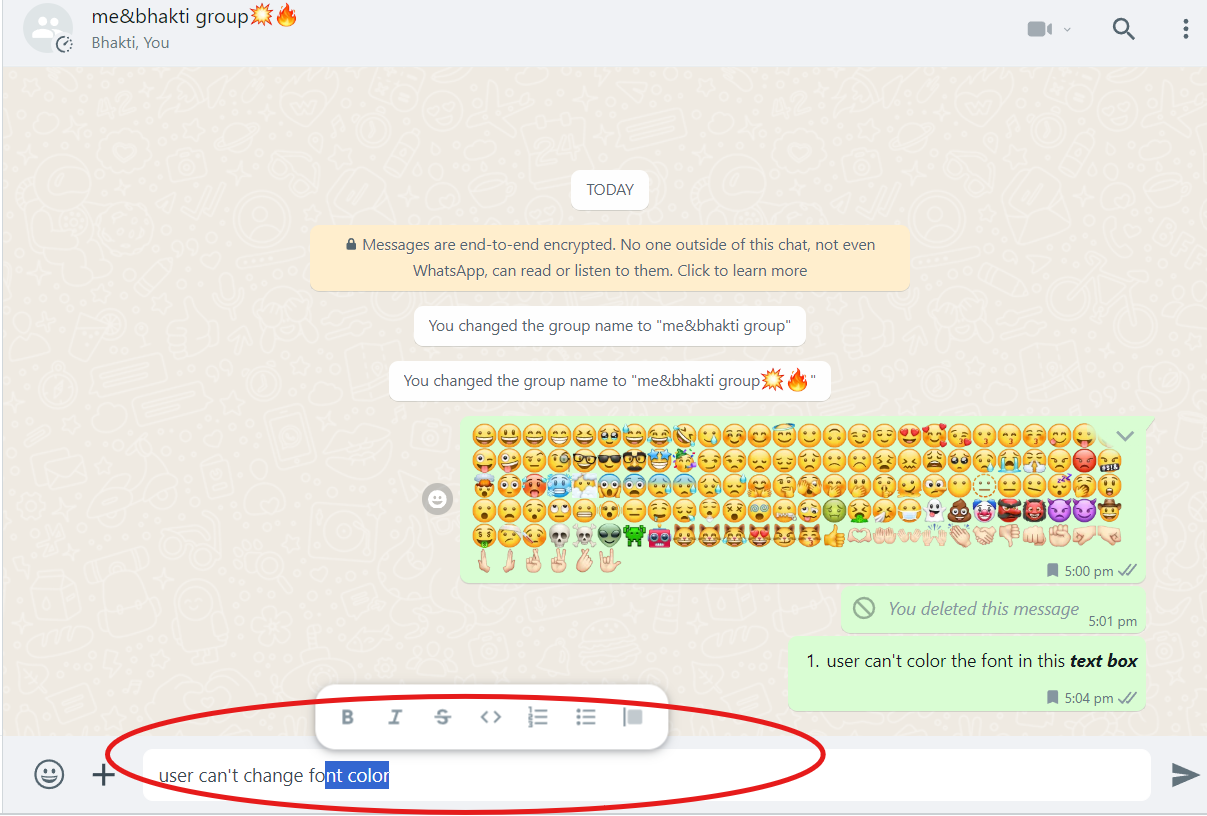 me&bhakti group💥🔥
Bhakti, You
TODAY
Messages are end-to-end encrypted. No one outside of this chat, not even
WhatsApp, can read or listen to them. Click to learn more
You changed the group name to "me&bhakti group"
You changed the group name to "me&bhakti group💥🔥"
5:00 pm
You deleted this message
5:01 pm
1. user can't color the font in this text box
5:04 pm
B I S <>
user can't change font color